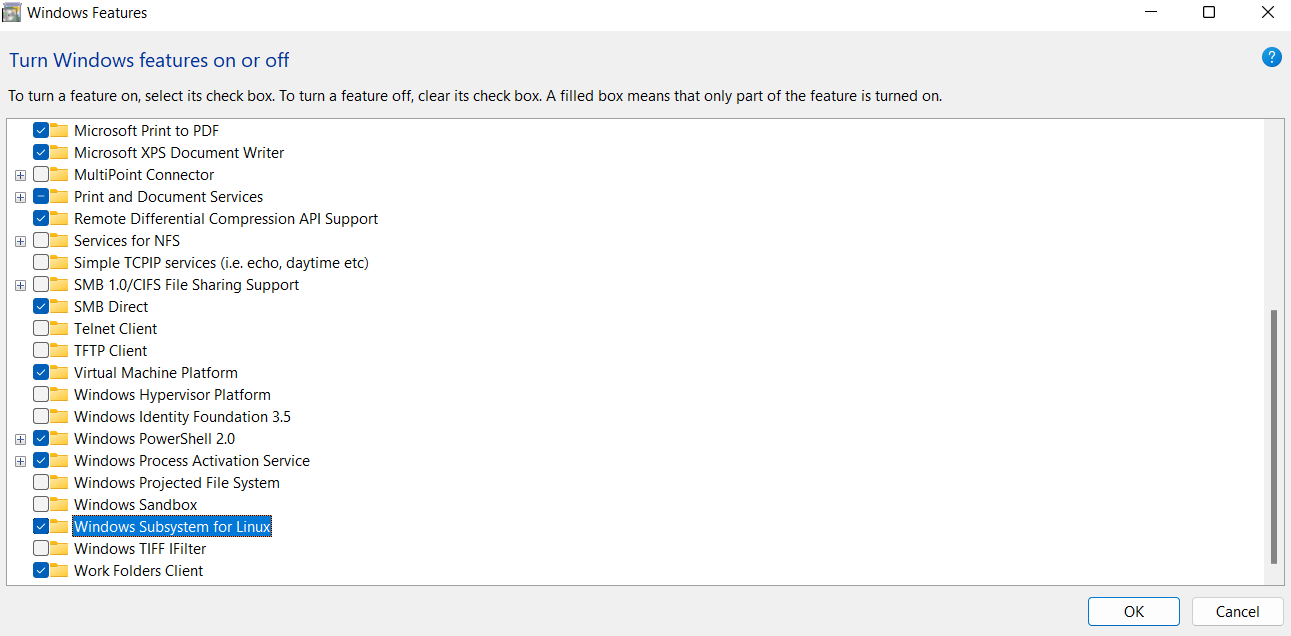 Windows Features
Turn Windows features on or off
?
To turn a feature on, select its check box. To turn a feature off, clear its check box. A filled box means that only part of the feature is turned on.
Microsoft Print to PDF
Microsoft XPS Document Writer
MultiPoint Connector
Print and Document Services
Remote Differential Compression API Support
Services for NFS
Simple TCPIP services (i.e. echo, daytime etc)
SMB 1.0/CIFS File Sharing Support
SMB Direct
Telnet Client
TFTP Client
Virtual Machine Platform
Windows Hypervisor Platform
Windows Identity Foundation 3.5
Windows PowerShell 2.0
Windows Process Activation Service
Windows Projected File System
Windows Sandbox
Windows Subsystem for Linux
Windows TIFF IFilter
Work Folders Client
OK Cancel